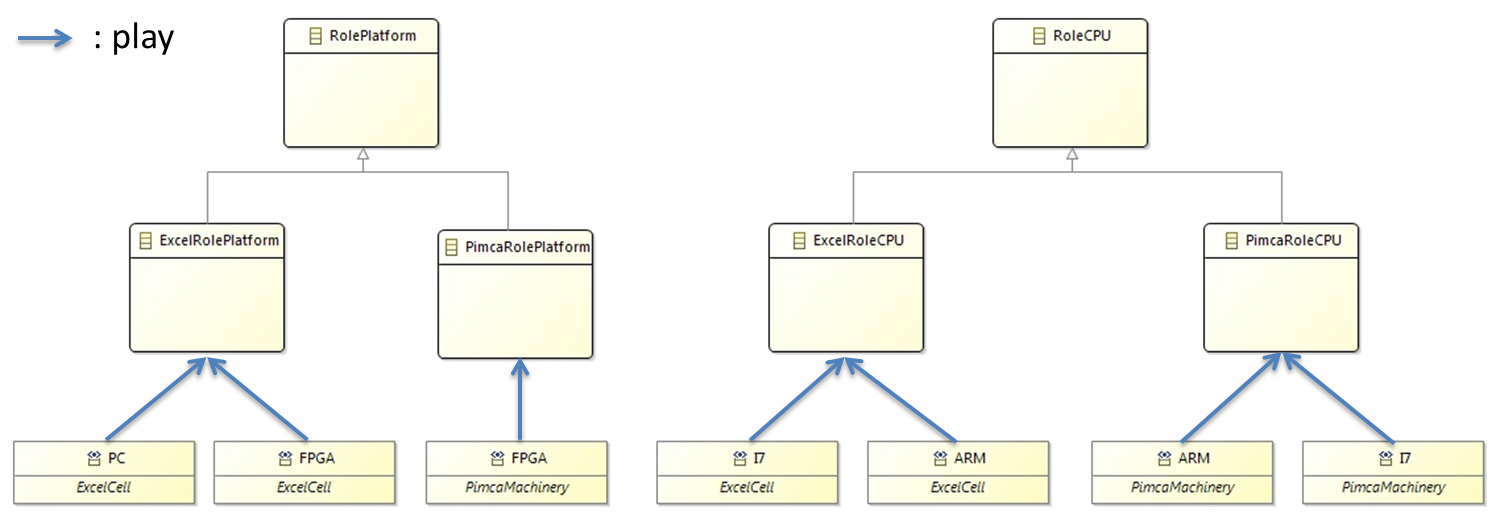 : play
RolePlatform
RoleCPU
ExcelRolePlatform
PimcaRolePlatform
ExcelRoleCPU
PimcaRoleCPU
PC
ExcelCell
FPGA
ExcelCell
FPGA
PimcaMachinery
I7
ExcelCell
ARM
ExcelCell
ARM
PimcaMachinery
I7
PimcaMachinery